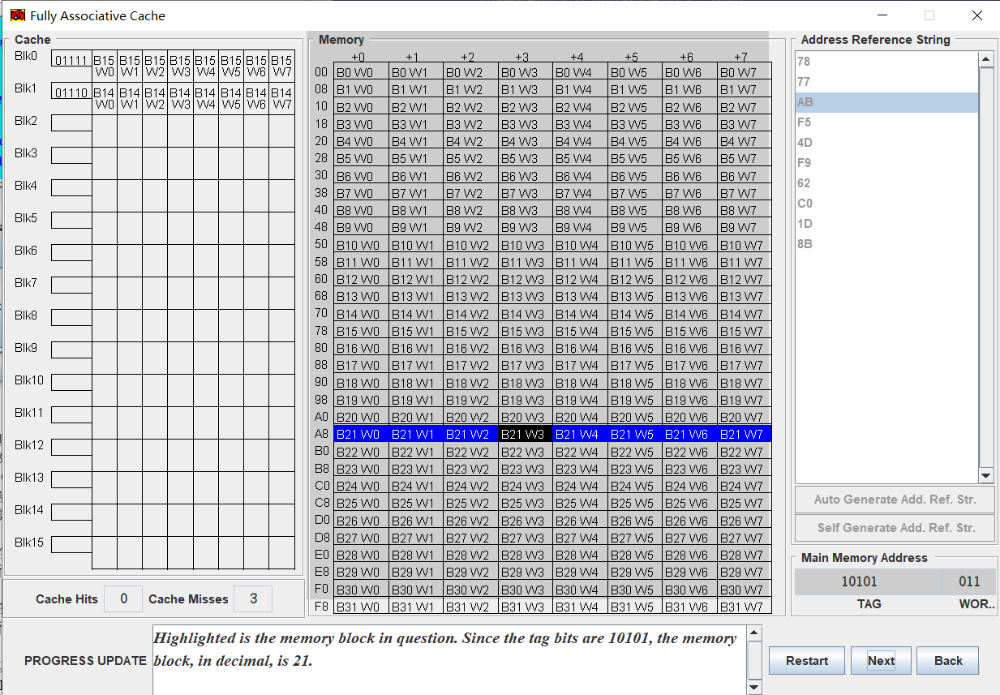 Fully Associative Cache
Cache
Blk0 01111 B15 W0 B15 W1 B15 W2 B15 W3 B15 W4 B15 W5 B15 W6 B15 W7
Blk1 01110 B14 W0 B14 W1 B14 W2 B14 W3 B14 W4 B14 W5 B14 W6 B14 W7
Blk2
Blk3
Blk4
Blk5
Blk6
Blk7
Blk8
Blk9
Blk10
Blk11
Blk12
Blk13
Blk14
Blk15
Cache Hits 0 Cache Misses 3
Memory
+0 +1 +2 +3 +4 +5 +6 +7
00 B0 W0 B0 W1 B0 W2 B0 W3 B0 W4 B0 W5 B0 W6 B0 W7
08 B1 W0 B1 W1 B1 W2 B1 W3 B1 W4 B1 W5 B1 W6 B1 W7
10 B2 W0 B2 W1 B2 W2 B2 W3 B2 W4 B2 W5 B2 W6 B2 W7
18 B3 W0 B3 W1 B3 W2 B3 W3 B3 W4 B3 W5 B3 W6 B3 W7
20 B4 W0 B4 W1 B4 W2 B4 W3 B4 W4 B4 W5 B4 W6 B4 W7
28 B5 W0 B5 W1 B5 W2 B5 W3 B5 W4 B5 W5 B5 W6 B5 W7
30 B6 W0 B6 W1 B6 W2 B6 W3 B6 W4 B6 W5 B6 W6 B6 W7
38 B7 W0 B7 W1 B7 W2 B7 W3 B7 W4 B7 W5 B7 W6 B7 W7
40 B8 W0 B8 W1 B8 W2 B8 W3 B8 W4 B8 W5 B8 W6 B8 W7
48 B9 W0 B9 W1 B9 W2 B9 W3 B9 W4 B9 W5 B9 W6 B9 W7
50 B10 W0 B10 W1 B10 W2 B10 W3 B10 W4 B10 W5 B10 W6 B10 W7
58 B11 W0 B11 W1 B11 W2 B11 W3 B11 W4 B11 W5 B11 W6 B11 W7
60 B12 W0 B12 W1 B12 W2 B12 W3 B12 W4 B12 W5 B12 W6 B12 W7
68 B13 W0 B13 W1 B13 W2 B13 W3 B13 W4 B13 W5 B13 W6 B13 W7
70 B14 W0 B14 W1 B14 W2 B14 W3 B14 W4 B14 W5 B14 W6 B14 W7
78 B15 W0 B15 W1 B15 W2 B15 W3 B15 W4 B15 W5 B15 W6 B15 W7
80 B16 W0 B16 W1 B16 W2 B16 W3 B16 W4 B16 W5 B16 W6 B16 W7
88 B17 W0 B17 W1 B17 W2 B17 W3 B17 W4 B17 W5 B17 W6 B17 W7
90 B18 W0 B18 W1 B18 W2 B18 W3 B18 W4 B18 W5 B18 W6 B18 W7
98 B19 W0 B19 W1 B19 W2 B19 W3 B19 W4 B19 W5 B19 W6 B19 W7
A0 B20 W0 B20 W1 B20 W2 B20 W3 B20 W4 B20 W5 B20 W6 B20 W7
A8 B21 W0 B21 W1 B21 W2 B21 W3 B21 W4 B21 W5 B21 W6 B21 W7
B0 B22 W0 B22 W1 B22 W2 B22 W3 B22 W4 B22 W5 B22 W6 B22 W7
B8 B23 W0 B23 W1 B23 W2 B23 W3 B23 W4 B23 W5 B23 W6 B23 W7
C0 B24 W0 B24 W1 B24 W2 B24 W3 B24 W4 B24 W5 B24 W6 B24 W7
C8 B25 W0 B25 W1 B25 W2 B25 W3 B25 W4 B25 W5 B25 W6 B25 W7
D0 B26 W0 B26 W1 B26 W2 B26 W3 B26 W4 B26 W5 B26 W6 B26 W7
D8 B27 W0 B27 W1 B27 W2 B27 W3 B27 W4 B27 W5 B27 W6 B27 W7
E0 B28 W0 B28 W1 B28 W2 B28 W3 B28 W4 B28 W5 B28 W6 B28 W7
E8 B29 W0 B29 W1 B29 W2 B29 W3 B29 W4 B29 W5 B29 W6 B29 W7
F0 B30 W0 B30 W1 B30 W2 B30 W3 B30 W4 B30 W5 B30 W6 B30 W7
F8 B31 W0 B31 W1 B31 W2 B31 W3 B31 W4 B31 W5 B31 W6 B31 W7
Address Reference String
78
77
AB
F5
4D
F9
62
C0
1D
8B
Auto Generate Add. Ref. Str.
Self Generate Add. Ref. Str.
Main Memory Address
10101 011
TAG WOR..
PROGRESS UPDATE
Highlighted is the memory block in question. Since the tag bits are 10101, the memory
block, in decimal, is 21.
Restart Next Back